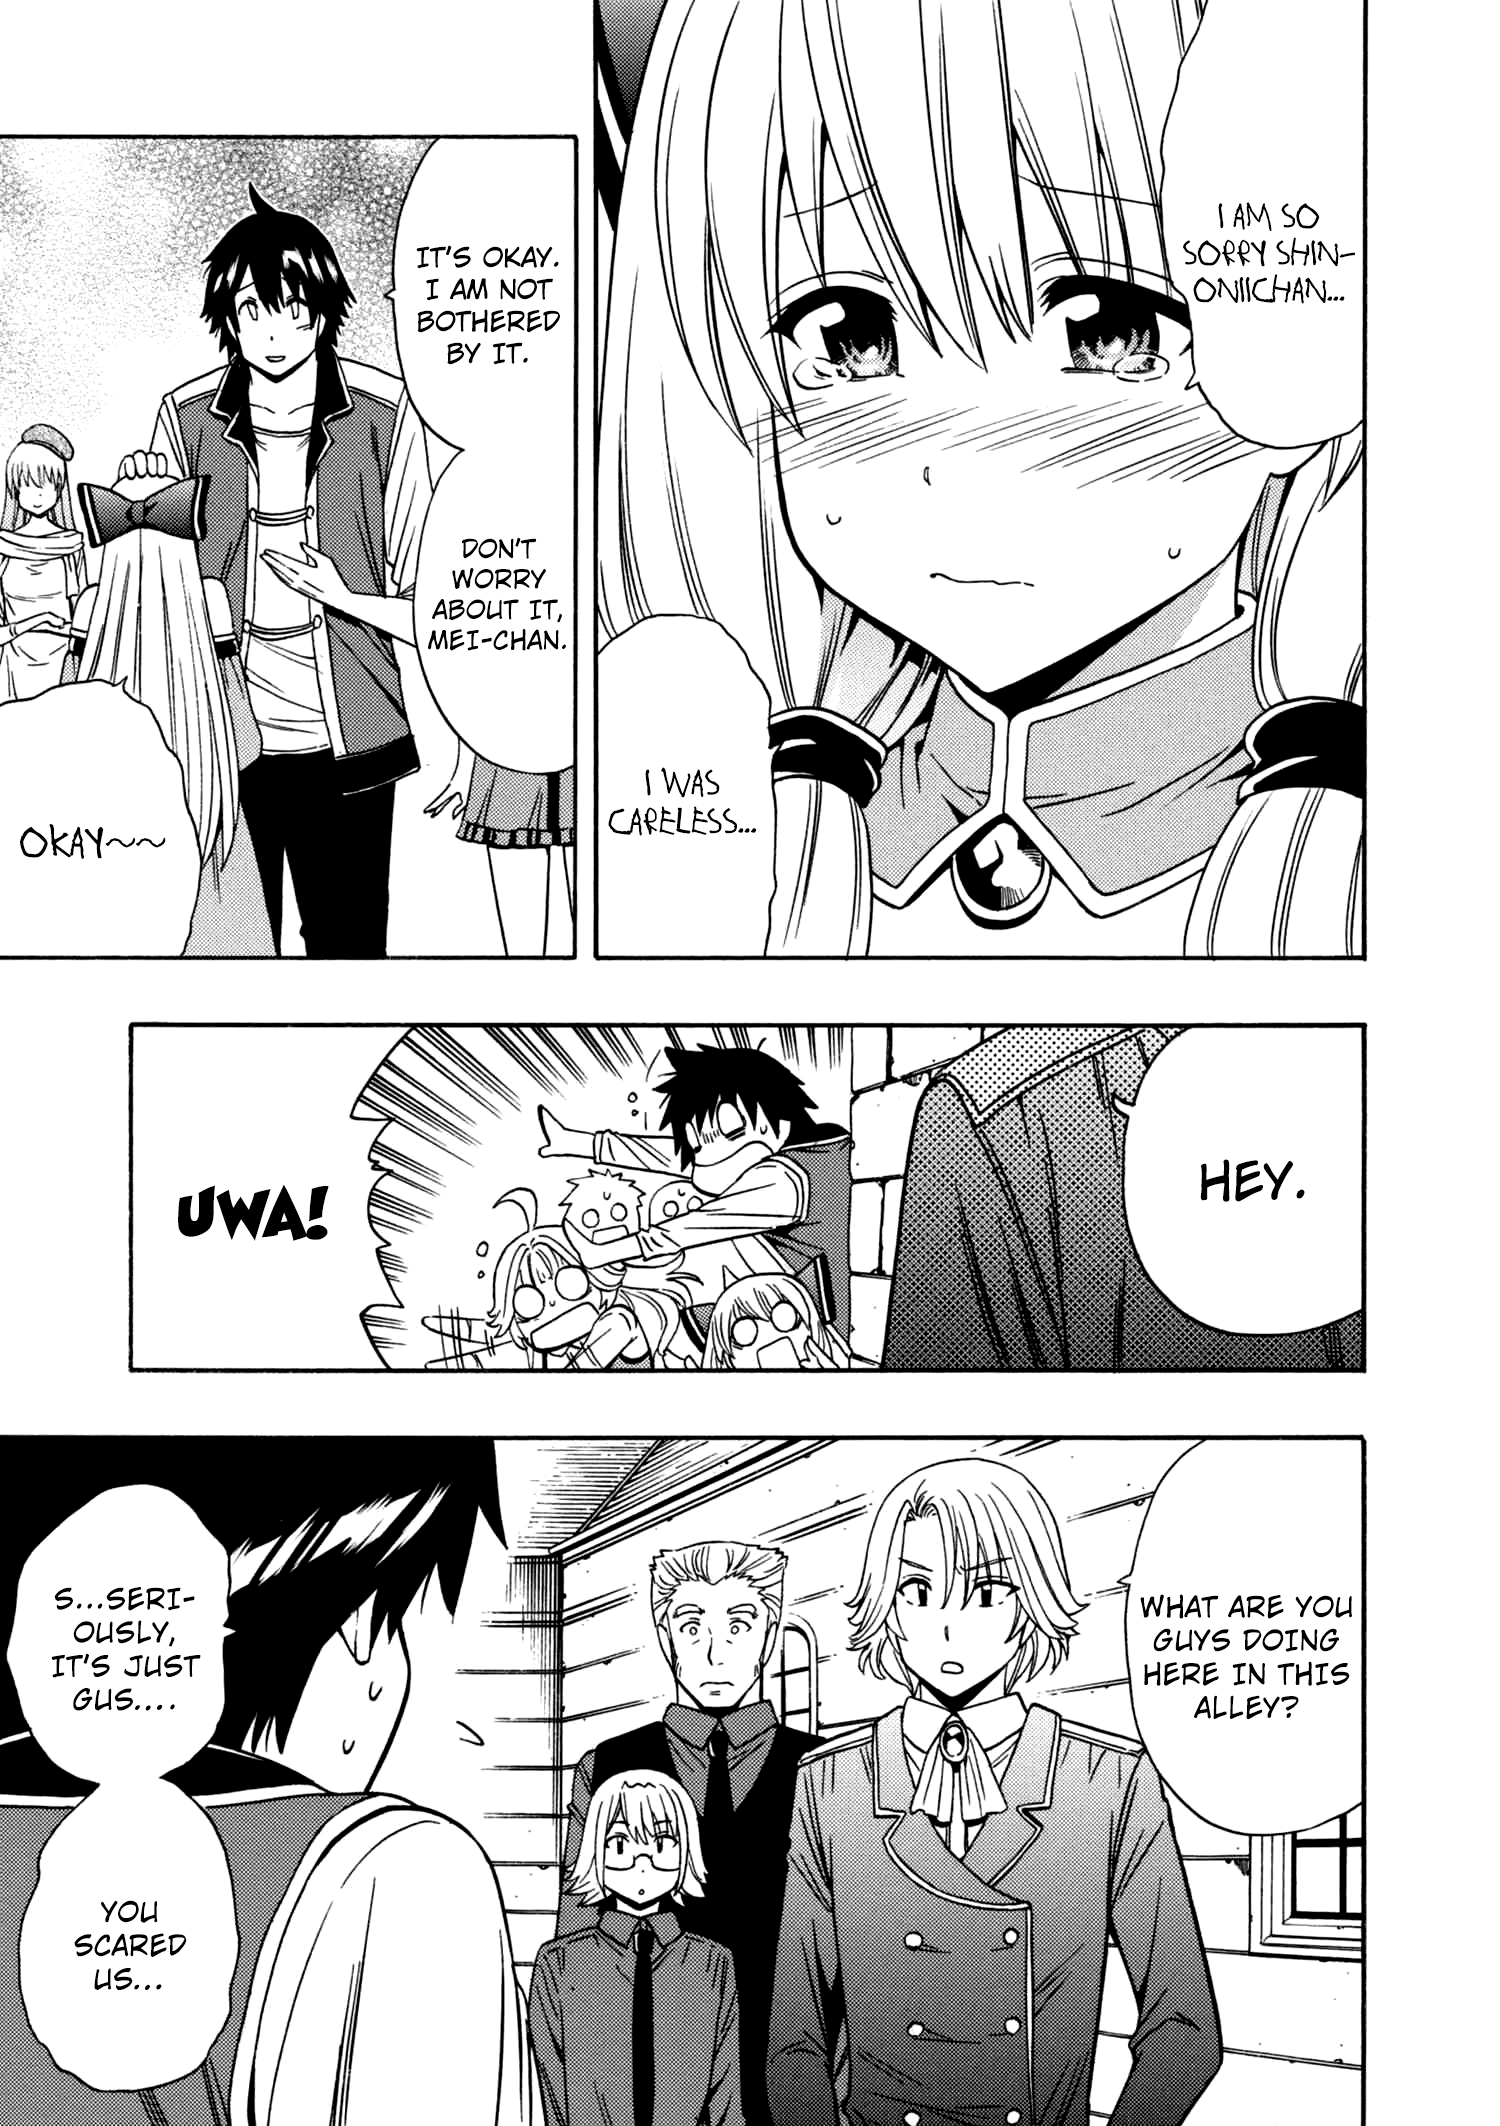 I AM SO
SORRY SHIN-
ONIICHAN...
I WAS
CARELESS...
IT'S OKAY.
I AM NOT
BOTHERED
BY IT.
DON'T
WORRY
ABOUT IT,
MEI-CHAN.
OKAY~~
HEY.
UWA!
WHAT ARE YOU
GUYS DOING
HERE IN THIS
ALLEY?
S...SERI-
OUSLY,
IT'S JUST
GUS....
YOU
SCARED
US...